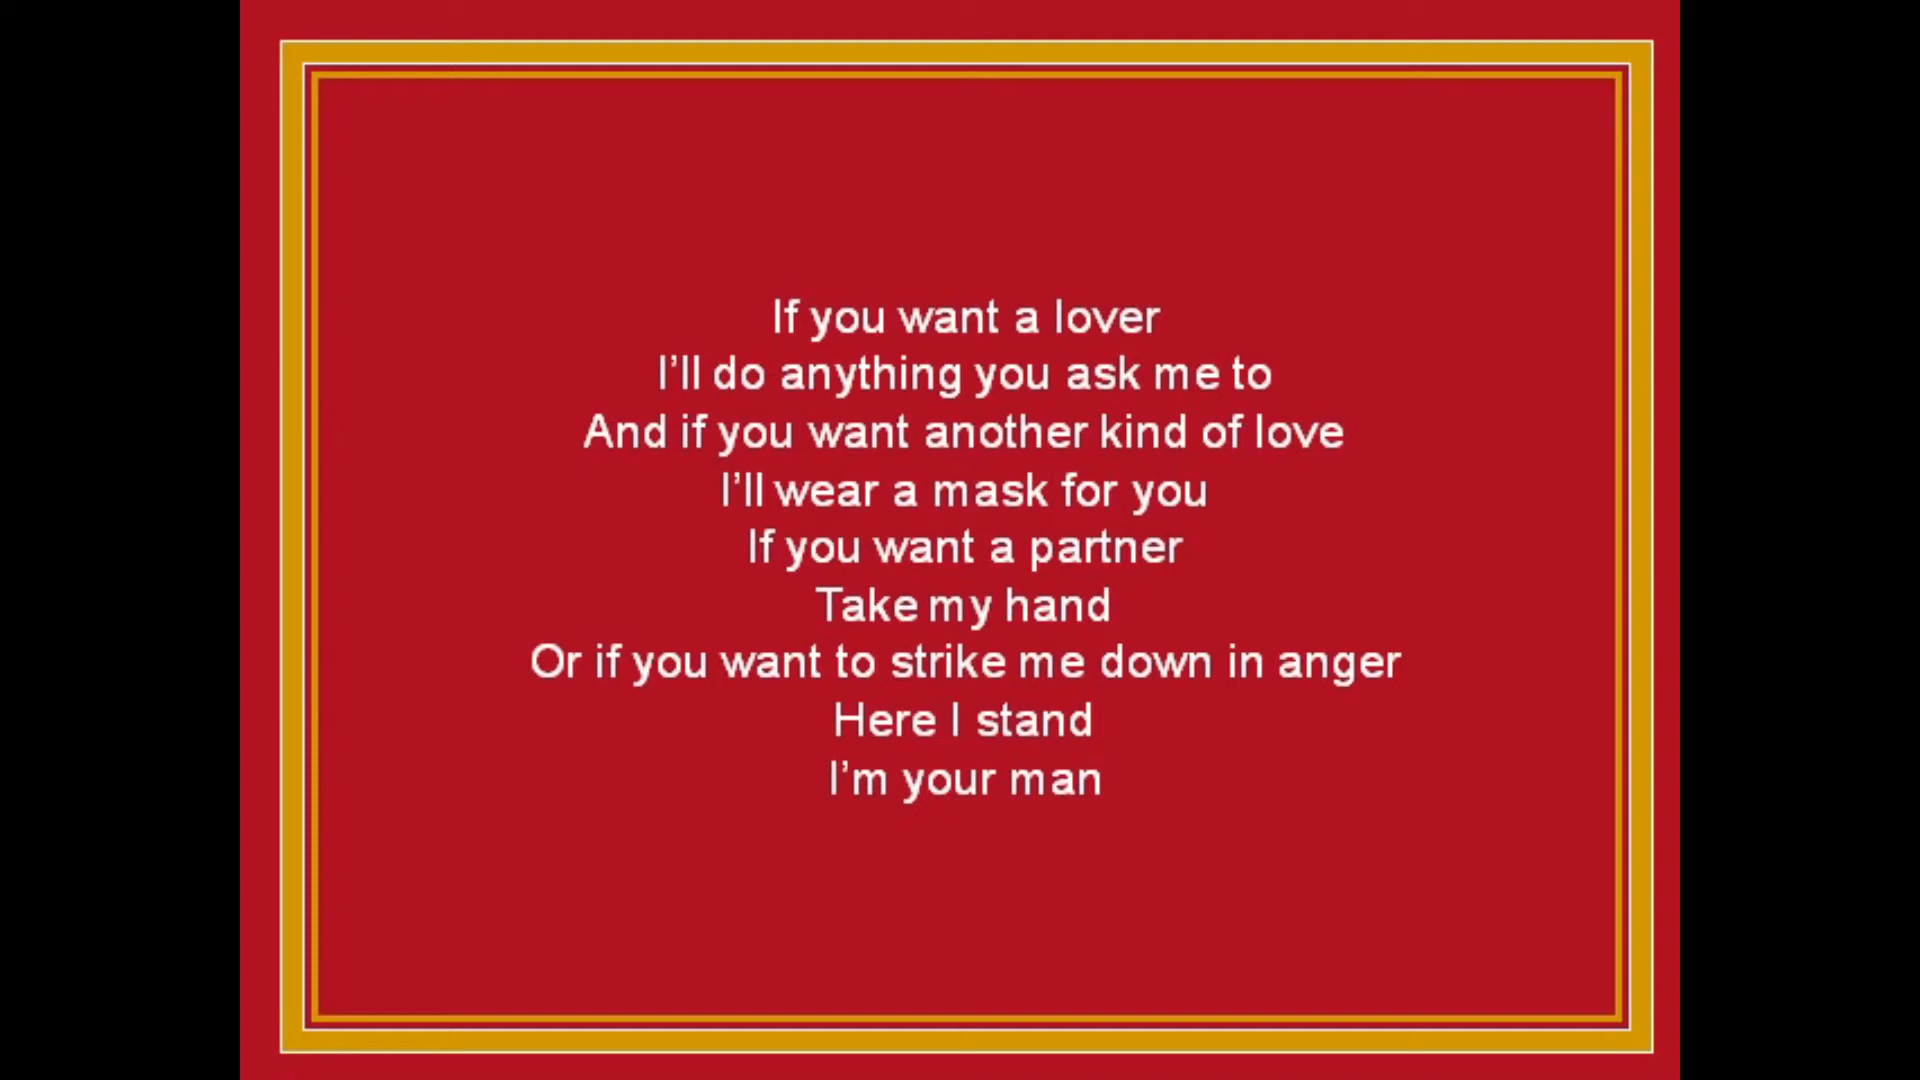 If you want a lover
I’ll do anything you ask me to
And if you want another kind of love
I’ll wear a mask for you
If you want a partner
Take my hand
Or if you want to strike me down in anger
Here I stand
I’m your man